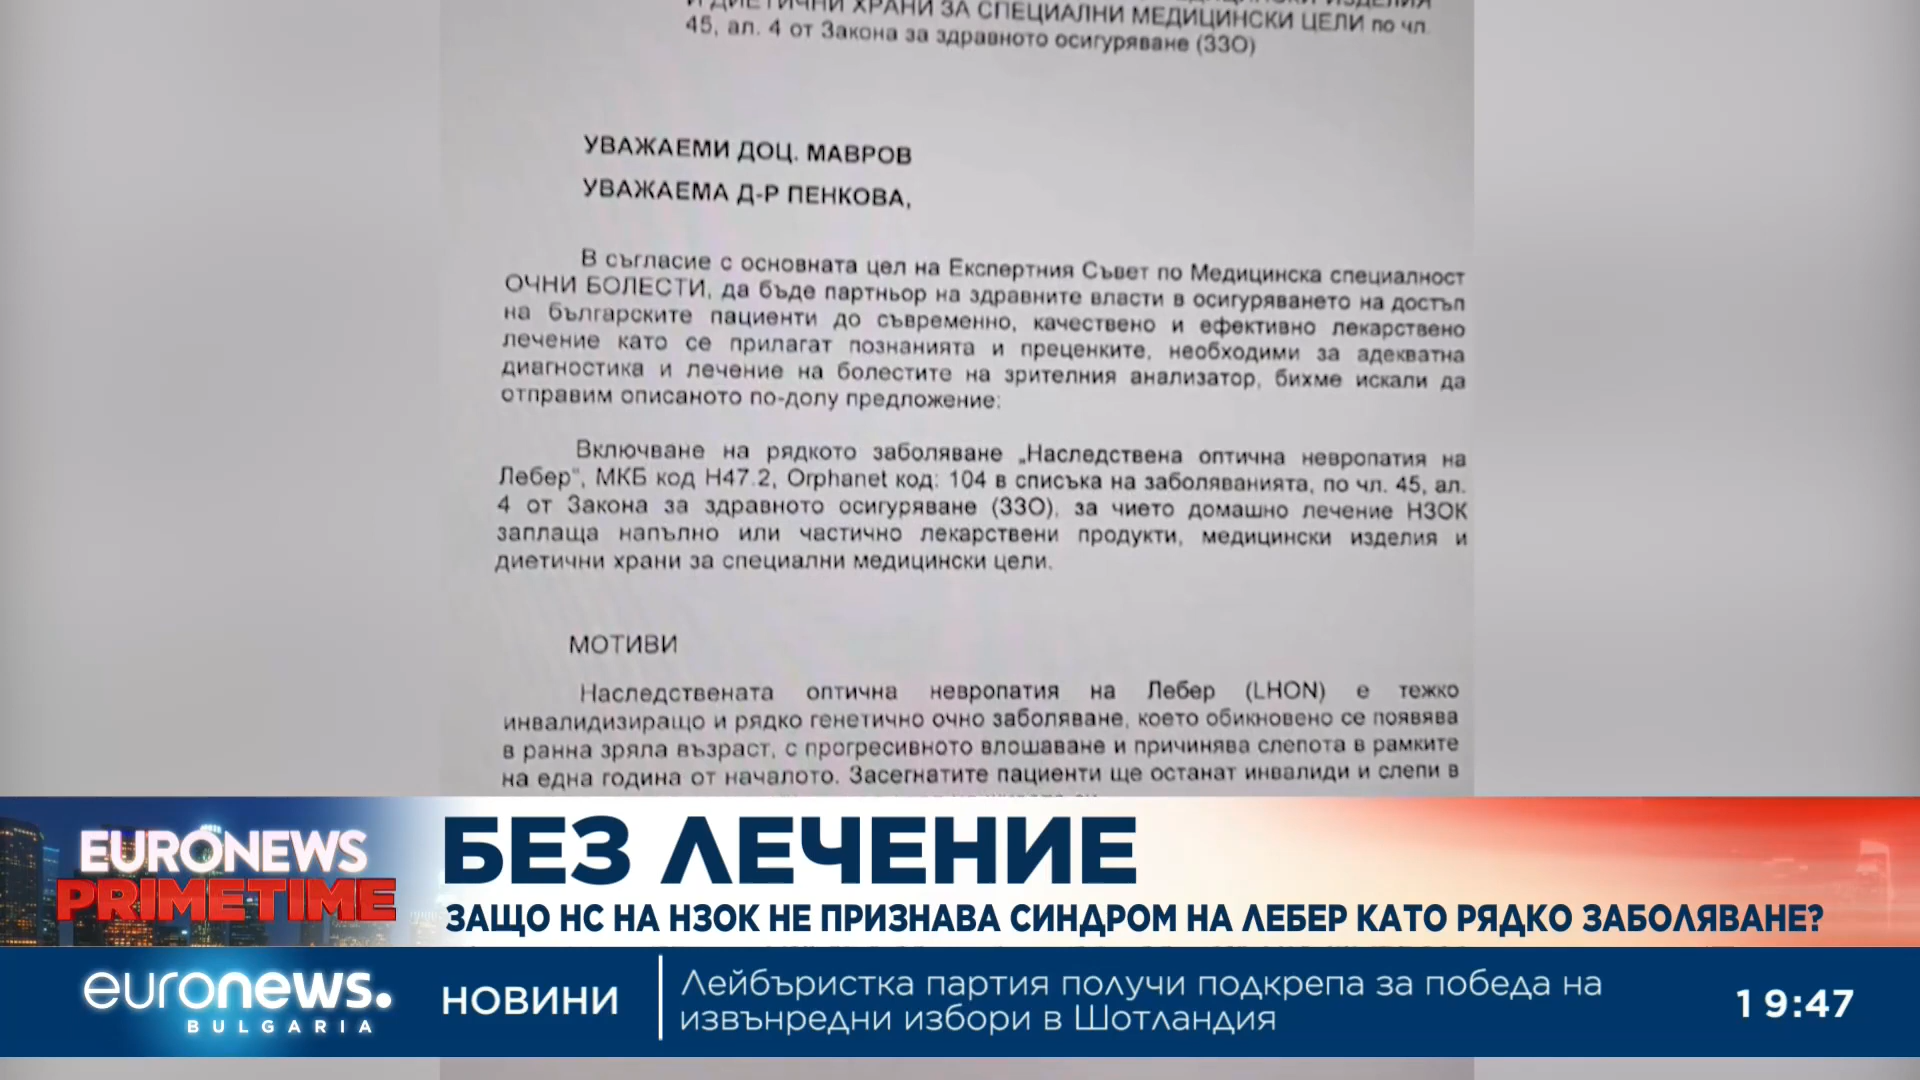 И ДИЕТИЧНИ ХРАНИ ЗА СПЕЦИАЛНИ МЕДИЦИНСКИ ЦЕЛИ по чл.
45, ал. 4 от Закона за здравното осигуряване (ЗЗО)
УВАЖАЕМИ ДОЦ. МАВРОВ
УВАЖАЕМА Д-Р ПЕНКОВА,
В съгласие с основната цел на Експертния Съвет по Медицинска специалност
ОЧНИ БОЛЕСТИ, да бъде партньор на здравните власти в осигуряването на достъп
на българските пациенти до съвременно, качествено и ефективно лекарствено
лечение като се прилагат познанията и преценките, необходими за адекватна
диагностика и лечение на болестите на зрителния анализатор, бихме искали да
отправим описаното по-долу предложение:
Включване на рядкото заболяване „Наследствена оптична невропатия на
Лебер“, МКБ код H47.2, Orphanet код: 104 в списъка на заболяванията, по чл. 45, ал.
4 от Закона за здравното осигуряване (ЗЗО), за чието домашно лечение НЗОК
заплаща напълно или частично лекарствени продукти, медицински изделия и
диетични храни за специални медицински цели.
МОТИВИ
Наследствената оптична невропатия на Лебер (LHON) е тежко
инвалидизиращо и рядко генетично очно заболяване, което обикновено се появява
в ранна зряла възраст, с прогресивното влошаване и причинява слепота в рамките
на една година от началото. Засегнатите пациенти ще останат инвалиди и слепи в
EURONEWS
PRIMETIME
БЕЗ ЛЕЧЕНИЕ
ЗАЩО НС НА НЗОК НЕ ПРИЗНАВА СИНДРОМ НА ЛЕБЕР КАТО РЯДКО ЗАБОЛЯВАНЕ?
euronews.
BULGARIA
НОВИНИ
Лейбъристка партия получи подкрепа за победа на
извънредни избори в Шотландия
19:47